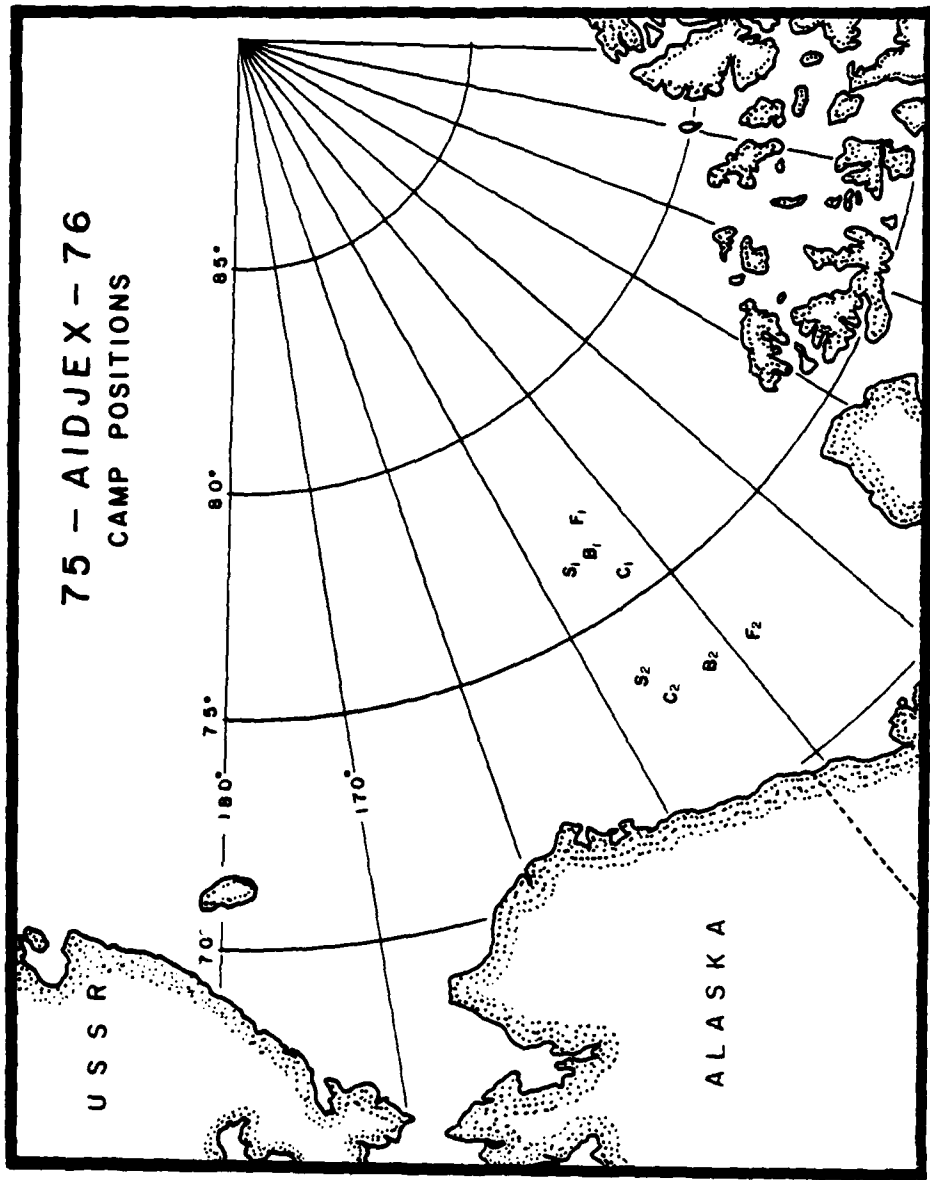 75 – AIDJEX – 76
CAMP POSITIONS
85°
80°
75°
70°
180°
170°
USSR
ALASKA
S1
B1
F1
C1
S2
C2
B2
F2